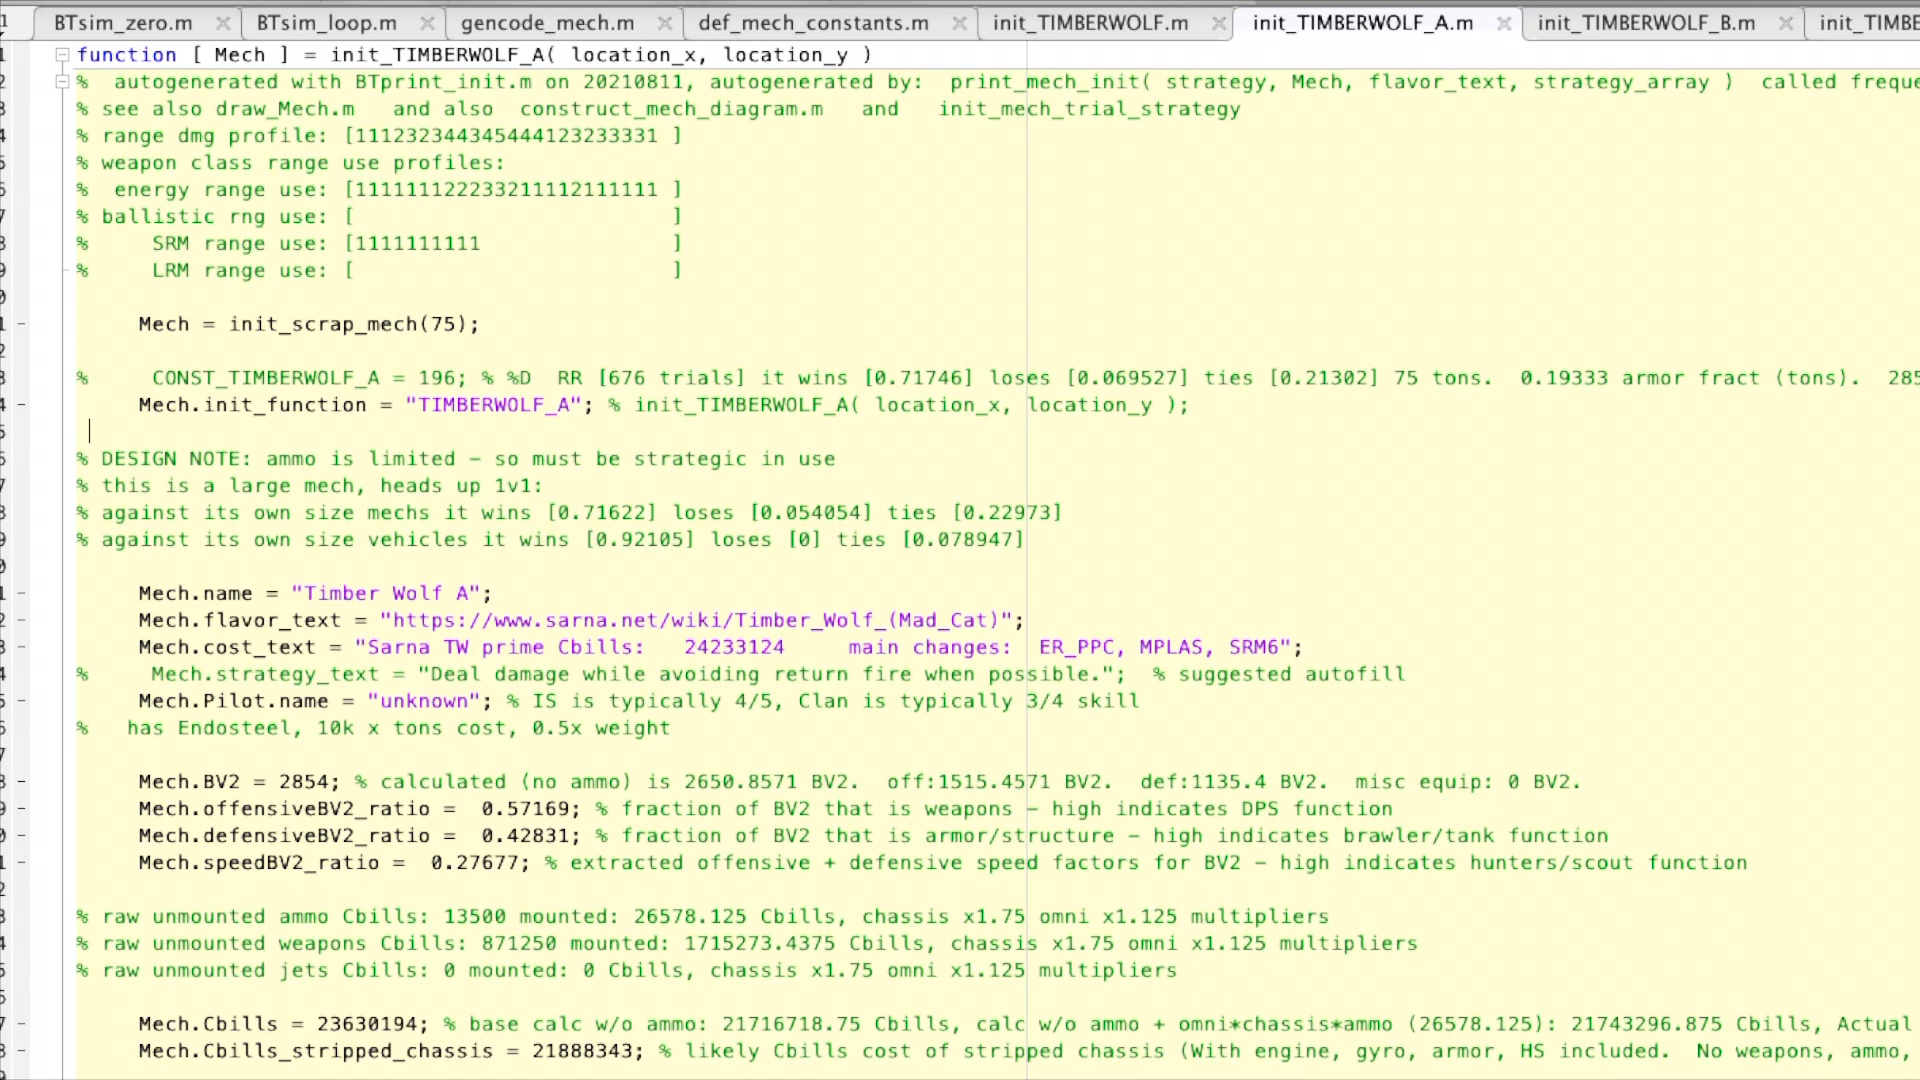 BTsim_zero.m × BTsim_loop.m × gencode_mech.m × def_mech_constants.m × init_TIMBERWOLF.m × init_TIMBERWOLF_A.m × init_TIMBERWOLF_B.m × init_TIMBE
function [ Mech ] = init_TIMBERWOLF_A( location_x, location_y )
% autogenerated with BTprint_init.m on 20210811, autogenerated by: print_mech_init( strategy, Mech, flavor_text, strategy_array ) called freque
% see also draw_Mech.m and also construct_mech_diagram.m and init_mech_trial_strategy
% range dmg profile: [111232344345444123233331 ]
% weapon class range use profiles:
% energy range use: [111111122233211112111111 ]
% ballistic rng use: [ ]
% SRM range use: [1111111111 ]
% LRM range use: [ ]
Mech = init_scrap_mech(75);
% CONST_TIMBERWOLF_A = 196; % %D RR [676 trials] it wins [0.71746] loses [0.069527] ties [0.21302] 75 tons. 0.19333 armor fract (tons). 285
Mech.init_function = "TIMBERWOLF_A"; % init_TIMBERWOLF_A( location_x, location_y );
% DESIGN NOTE: ammo is limited – so must be strategic in use
% this is a large mech, heads up 1v1:
% against its own size mechs it wins [0.71622] loses [0.054054] ties [0.22973]
% against its own size vehicles it wins [0.92105] loses [0] ties [0.078947]
Mech.name = "Timber Wolf A";
Mech.flavor_text = "https://www.sarna.net/wiki/Timber_Wolf_(Mad_Cat)";
Mech.cost_text = "Sarna TW prime Cbills: 24233124 main changes: ER_PPC, MPLAS, SRM6";
% Mech.strategy_text = "Deal damage while avoiding return fire when possible."; % suggested autofill
Mech.Pilot.name = "unknown"; % IS is typically 4/5, Clan is typically 3/4 skill
% has Endosteel, 10k x tons cost, 0.5x weight
Mech.BV2 = 2854; % calculated (no ammo) is 2650.8571 BV2. off:1515.4571 BV2. def:1135.4 BV2. misc equip: 0 BV2.
Mech.offensiveBV2_ratio = 0.57169; % fraction of BV2 that is weapons – high indicates DPS function
Mech.defensiveBV2_ratio = 0.42831; % fraction of BV2 that is armor/structure – high indicates brawler/tank function
Mech.speedBV2_ratio = 0.27677; % extracted offensive + defensive speed factors for BV2 – high indicates hunters/scout function
% raw unmounted ammo Cbills: 13500 mounted: 26578.125 Cbills, chassis x1.75 omni x1.125 multipliers
% raw unmounted weapons Cbills: 871250 mounted: 1715273.4375 Cbills, chassis x1.75 omni x1.125 multipliers
% raw unmounted jets Cbills: 0 mounted: 0 Cbills, chassis x1.75 omni x1.125 multipliers
Mech.Cbills = 23630194; % base calc w/o ammo: 21716718.75 Cbills, calc w/o ammo + omni*chassis*ammo (26578.125): 21743296.875 Cbills, Actual
Mech.Cbills_stripped_chassis = 21888343; % likely Cbills cost of stripped chassis (With engine, gyro, armor, HS included. No weapons, ammo,